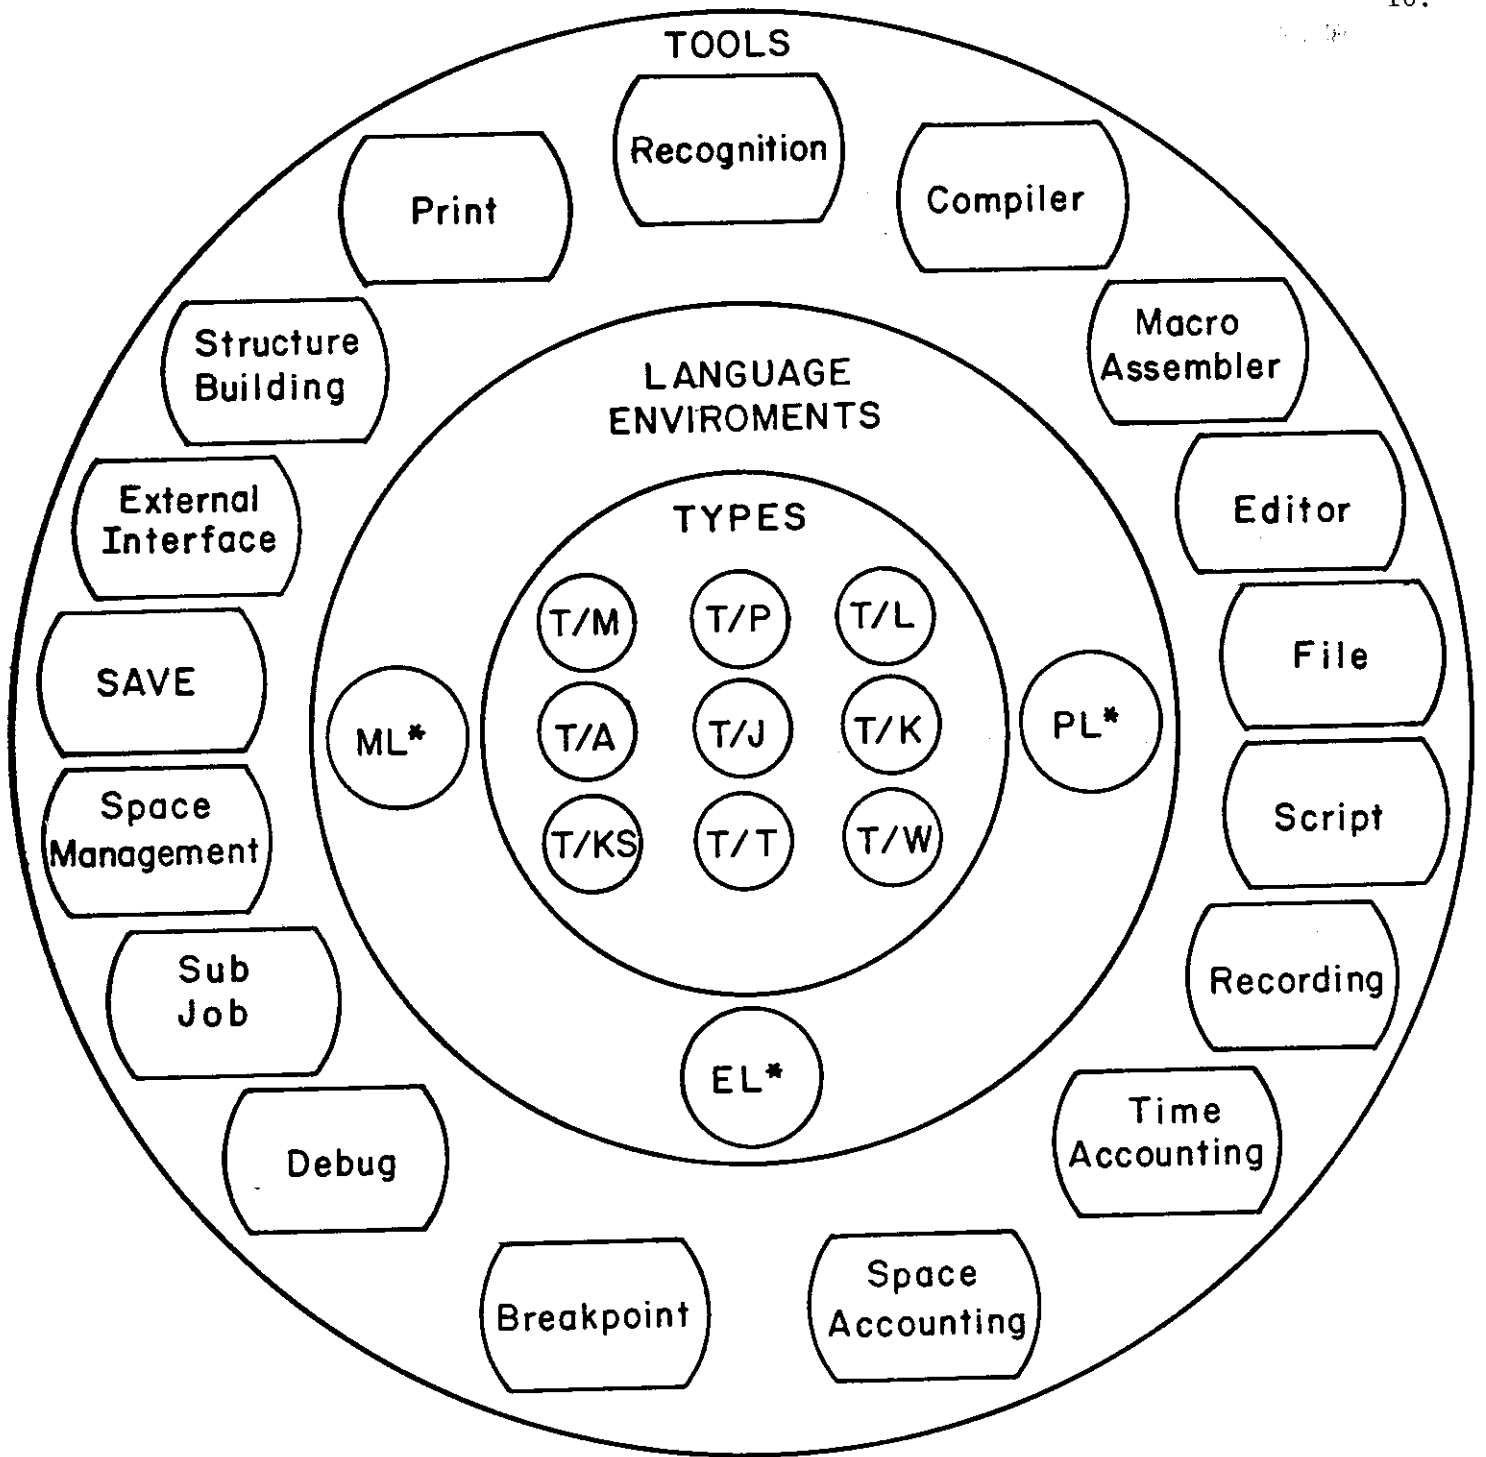 TOOLS
Recognition
Print
Compiler
Structure
Building
Macro
Assembler
LANGUAGE
ENVIROMENTS
External
Interface
TYPES
Editor
T/M
T/P
T/L
SAVE
File
ML*
T/A
T/J
T/K
PL*
Space
Management
T/KS
T/T
T/W
Script
Sub
Job
Recording
EL*
Debug
Time
Accounting
Breakpoint
Space
Accounting